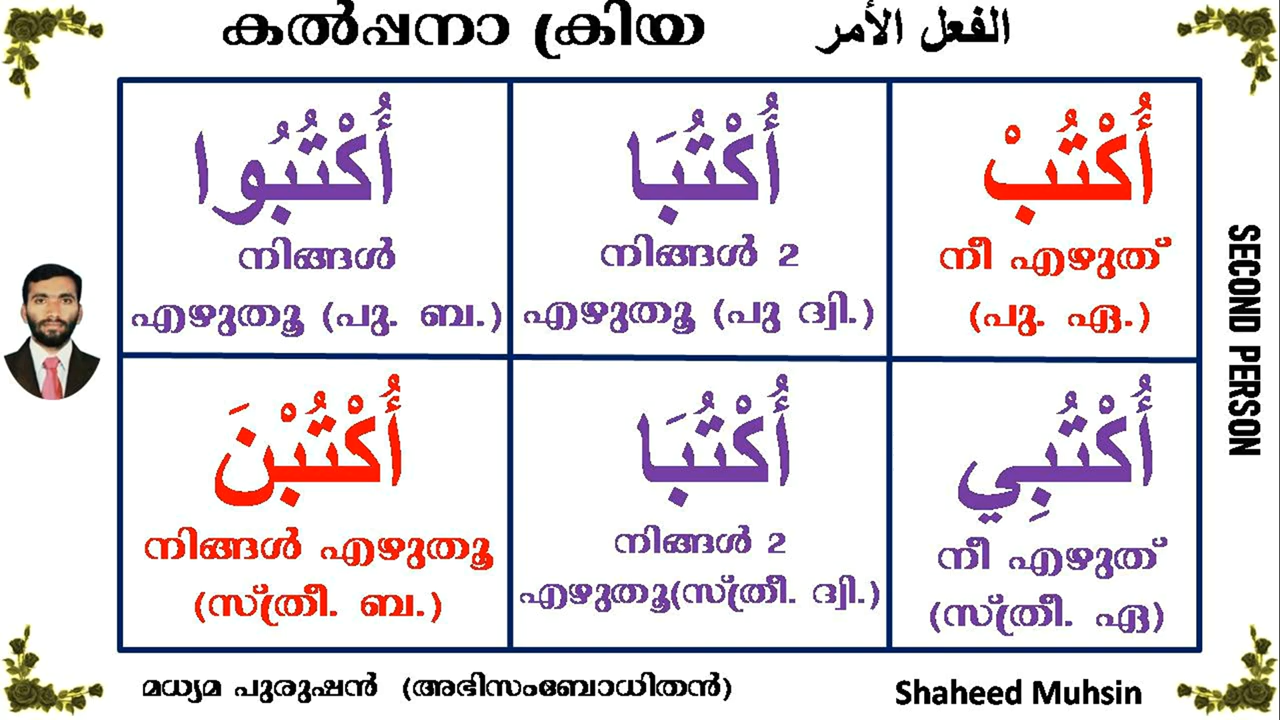 കൽപ്പനാ ക്രിയ الفعل الأمر
أُكْتُبُوا أُكْتُبَا أُكْتُبْ
നിങ്ങൾ നിങ്ങൾ 2 നീ എഴുത്
എഴുതൂ (പു. ബ.) എഴുതൂ (പു ദ്വി.) (പു. ഏ.)
أُكْتُبْنَ أُكْتُبَا أُكْتُبِي
നിങ്ങൾ എഴുതൂ നിങ്ങൾ 2 നീ എഴുത്
(സ്ത്രീ. ബ.) എഴുതൂ(സ്ത്രീ. ദ്വി.) (സ്ത്രീ. ഏ)
SECOND PERSON
മധ്യമ പുരുഷൻ (അഭിസംബോധിതൻ) Shaheed Muhsin